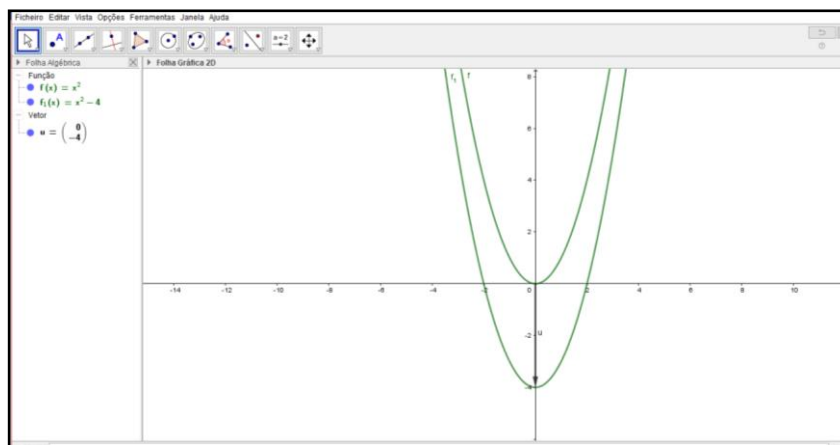 Ficheiro Editar Vista Opções Ferramentas Janela Ajuda
A
a=2
Folha Algébrica
Folha Gráfica 2D
Função
f(x) = x²
f₁(x) = x² − 4
Vetor
u = (0 −4)
f₁ f
8
6
4
2
-14 -12 -10 -8 -6 -4 -2 0 2 4 6 8 10
-2
u
-4